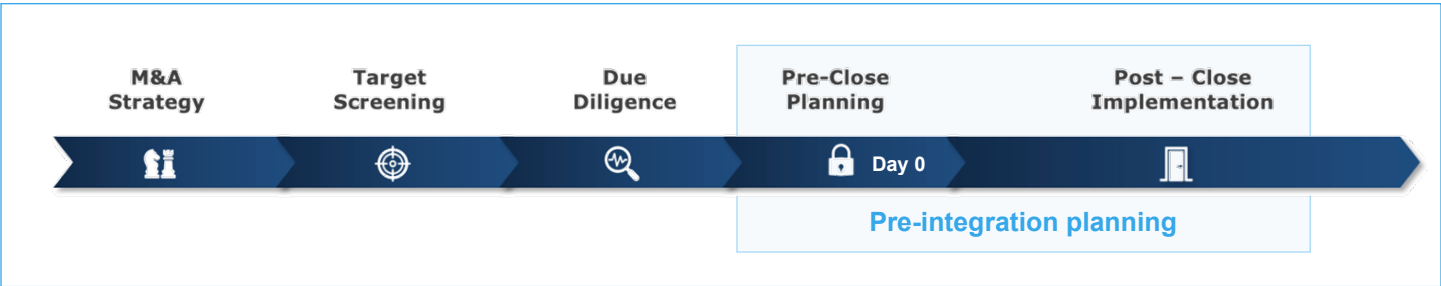 M&A
Strategy
Target
Screening
Due
Diligence
Pre-Close
Planning
Post – Close
Implementation
Day 0
Pre-integration planning